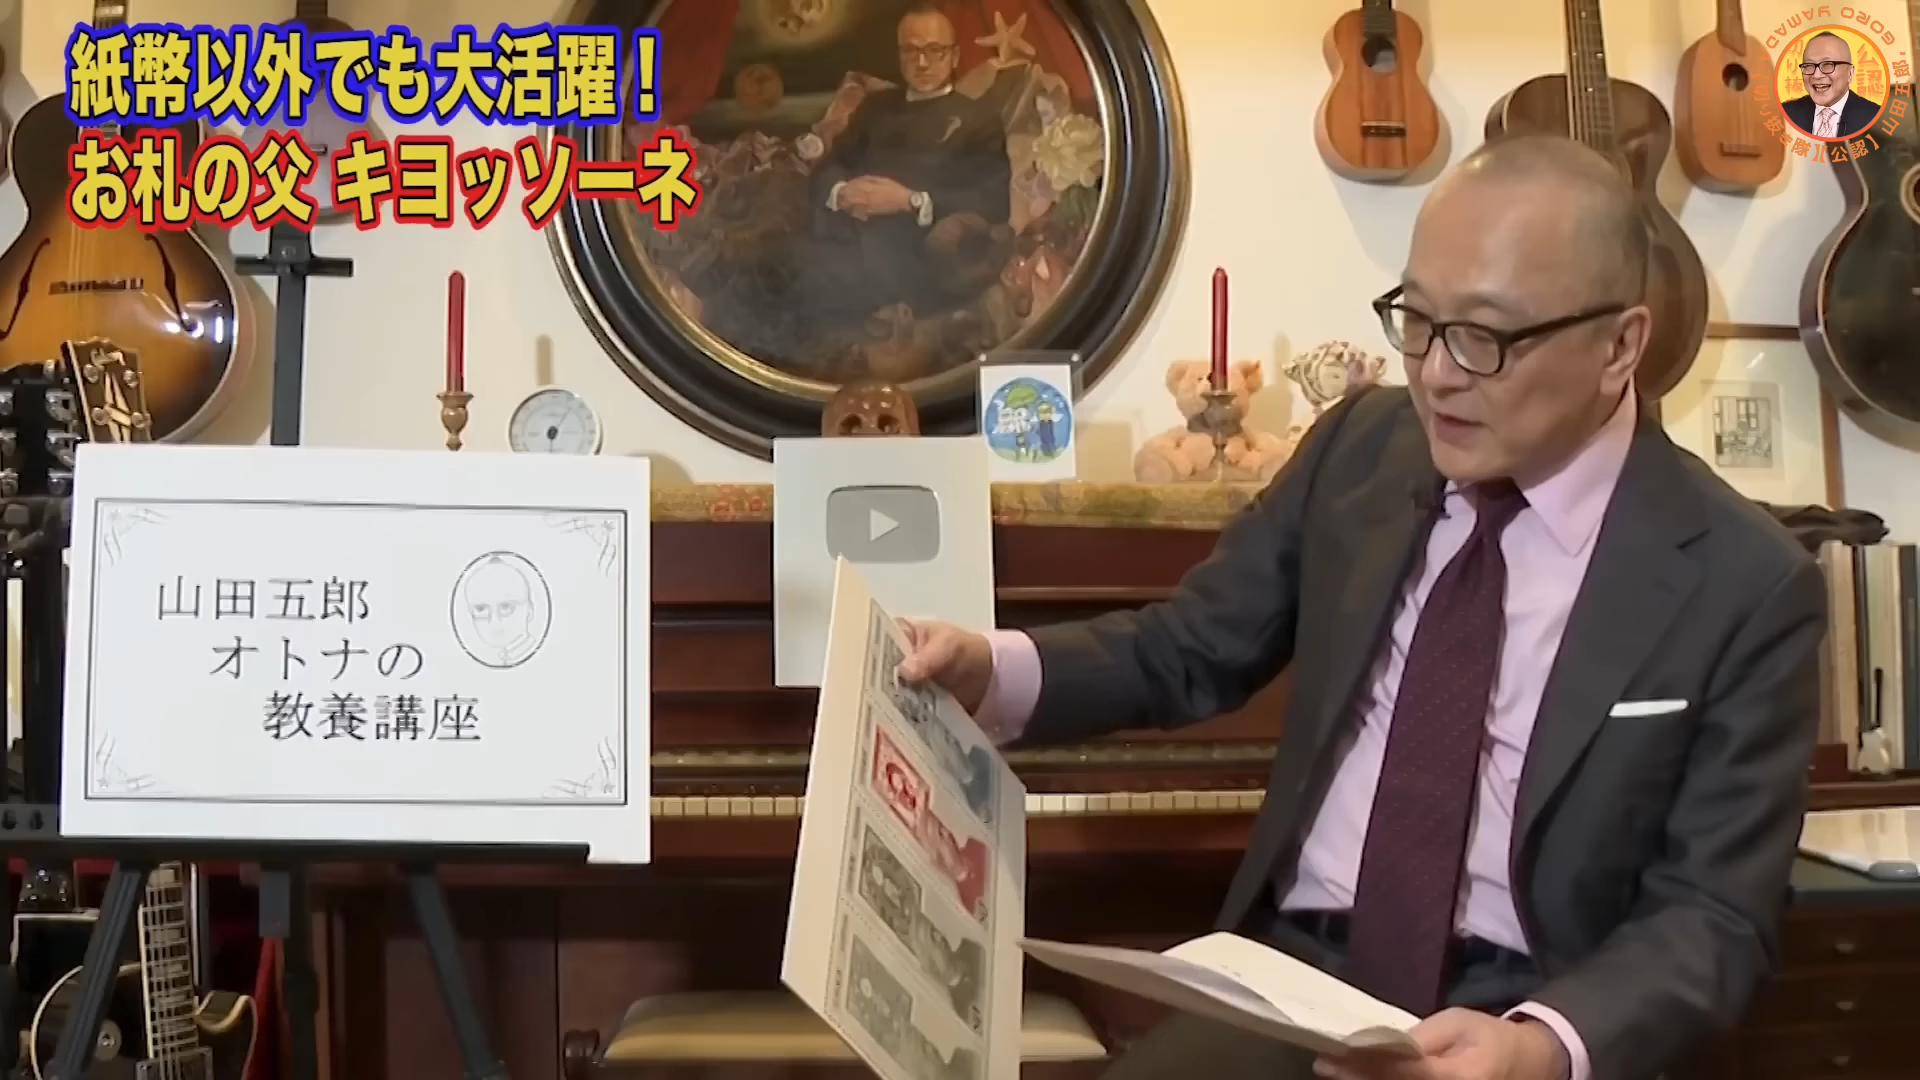 紙幣以外でも大活躍！
お札の父 キヨッソーネ
山田五郎
オトナの
教養講座